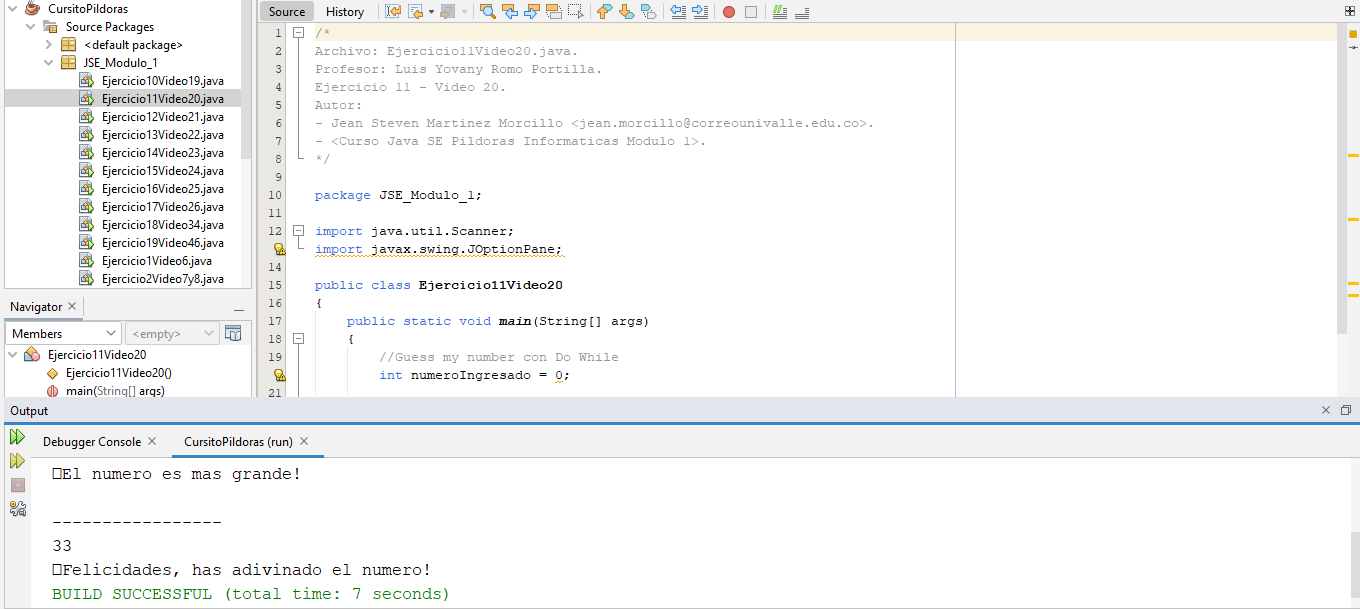 CursitoPildoras
Source Packages
<default package>
JSE_Modulo_1
Ejercicio10Video19.java
Ejercicio11Video20.java
Ejercicio12Video21.java
Ejercicio13Video22.java
Ejercicio14Video23.java
Ejercicio15Video24.java
Ejercicio16Video25.java
Ejercicio17Video26.java
Ejercicio18Video34.java
Ejercicio19Video46.java
Ejercicio1Video6.java
Ejercicio2Video7y8.java
Navigator
Members <empty>
Ejercicio11Video20
Ejercicio11Video20()
main(String[] args)
Source History
1 /*
2 Archivo: Ejercicio11Video20.java.
3 Profesor: Luis Yovany Romo Portilla.
4 Ejercicio 11 - Video 20.
5 Autor:
6 - Jean Steven Martinez Morcillo <jean.morcillo@correounivalle.edu.co>.
7 - <Curso Java SE Pildoras Informaticas Modulo 1>.
8 */
9
10 package JSE_Modulo_1;
11
12 import java.util.Scanner;
import javax.swing.JOptionPane;
14
15 public class Ejercicio11Video20
16 {
17 public static void main(String[] args)
18 {
19 //Guess my number con Do While
int numeroIngresado = 0;
21
Output
Debugger Console CursitoPildoras (run)
□El numero es mas grande!
-----------------
33
□Felicidades, has adivinado el numero!
BUILD SUCCESSFUL (total time: 7 seconds)